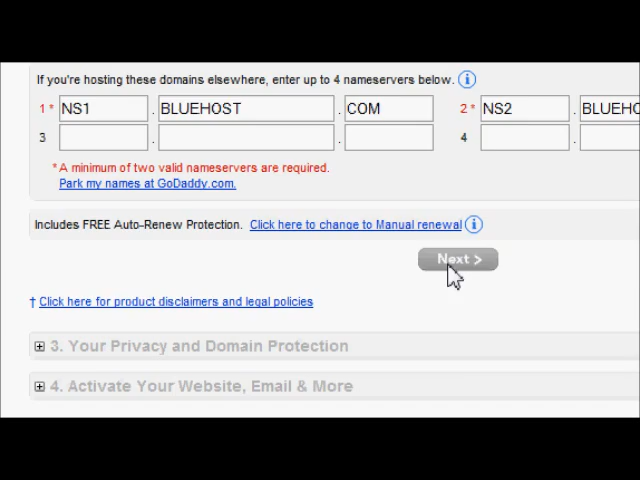 If you're hosting these domains elsewhere, enter up to 4 nameservers below. i
1 * NS1 . BLUEHOST . COM 2 * NS2 .
3 . . 4 .
* A minimum of two valid nameservers are required.
Park my names at GoDaddy.com.
Includes FREE Auto-Renew Protection. Click here to change to Manual renewal i
Next >
† Click here for product disclaimers and legal policies
+ 3. Your Privacy and Domain Protection
+ 4. Activate Your Website, Email & More